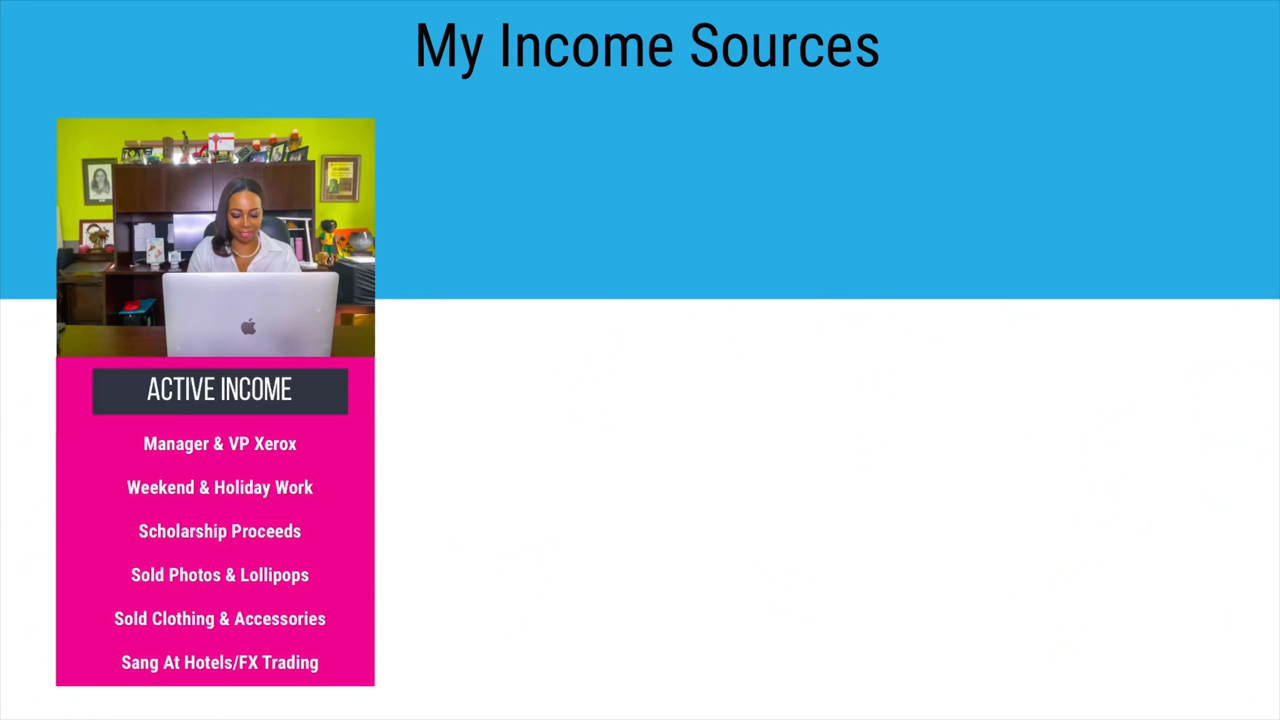 My Income Sources
ACTIVE INCOME
Manager & VP Xerox
Weekend & Holiday Work
Scholarship Proceeds
Sold Photos & Lollipops
Sold Clothing & Accessories
Sang At Hotels/FX Trading